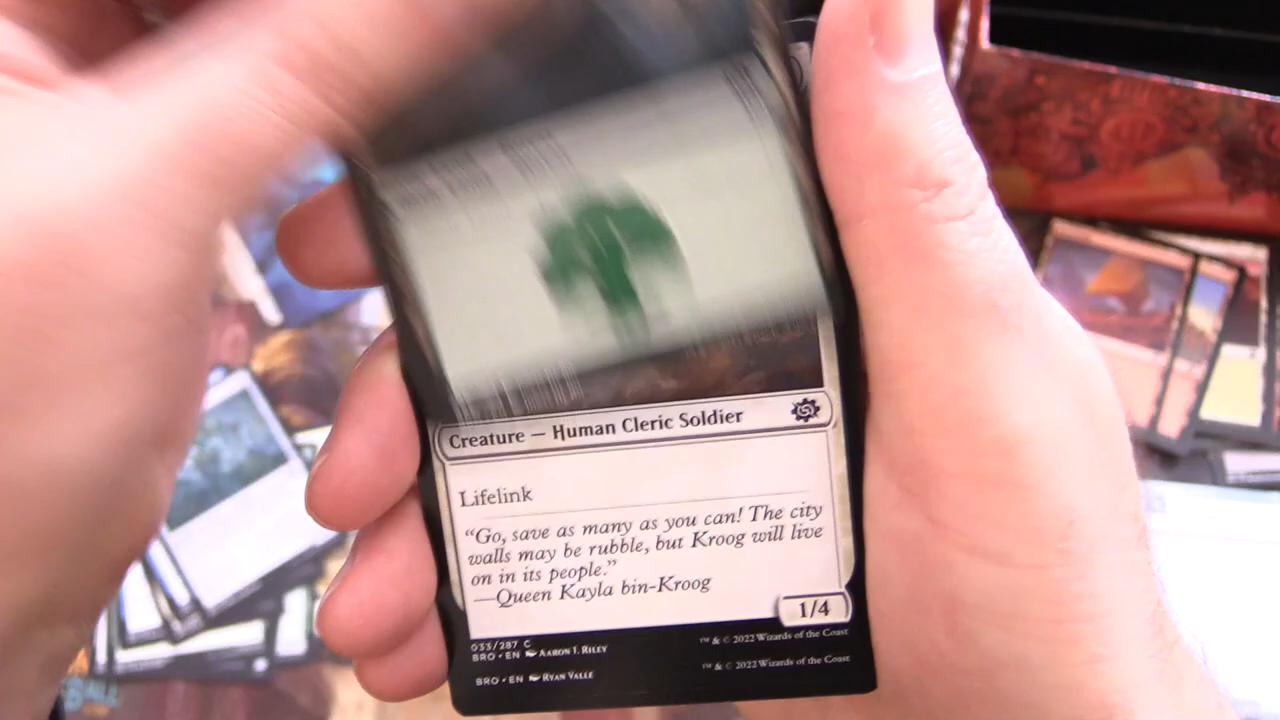 Creature — Human Cleric Soldier
Lifelink
“Go, save as many as you can! The city
walls may be rubble, but Kroog will live
on in its people.”
—Queen Kayla bin-Kroog
1/4
033/287 C
BRO • EN Aaron J. Riley
™ & © 2022 Wizards of the Coast
BRO • EN Ryan Valle
™ & © 2022 Wizards of the Coast